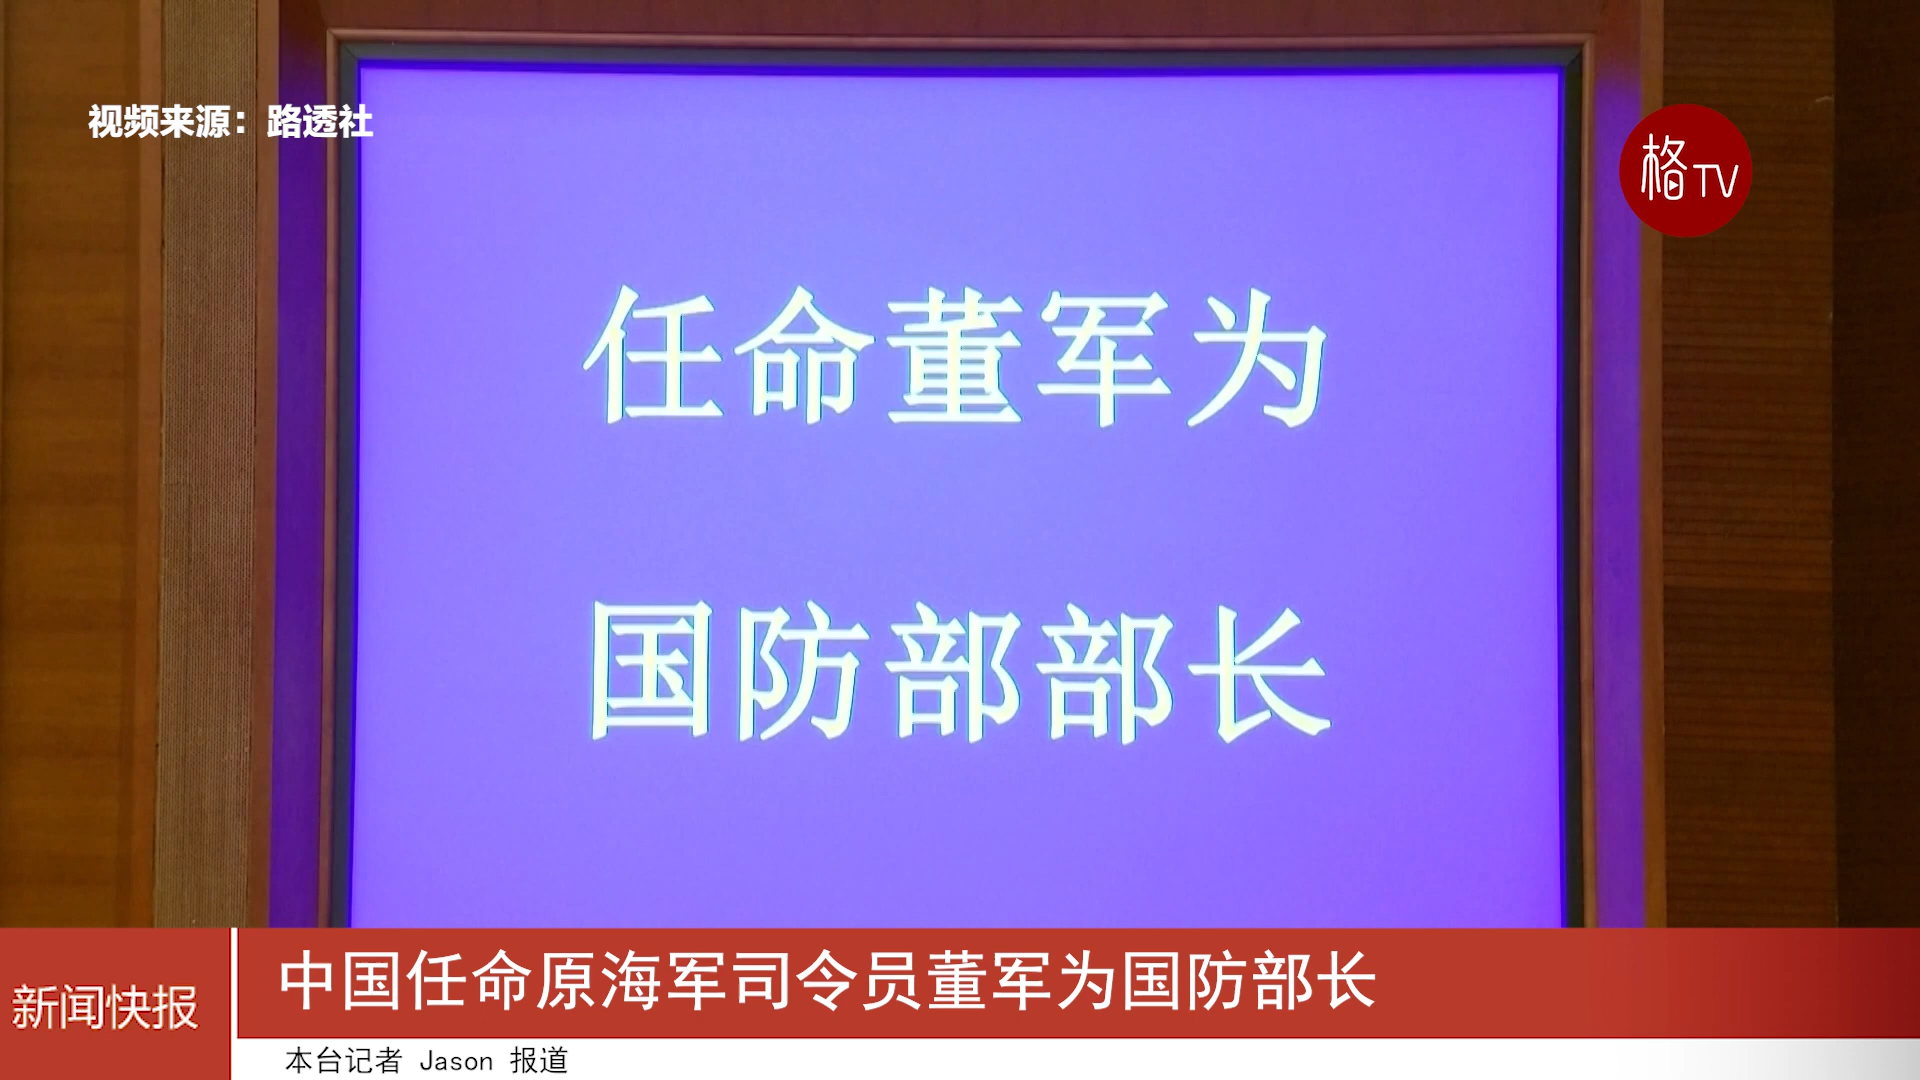 视频来源：路透社
格TV
任命董军为
国防部部长
中国任命原海军司令员董军为国防部长
新闻快报
本台记者 Jason 报道